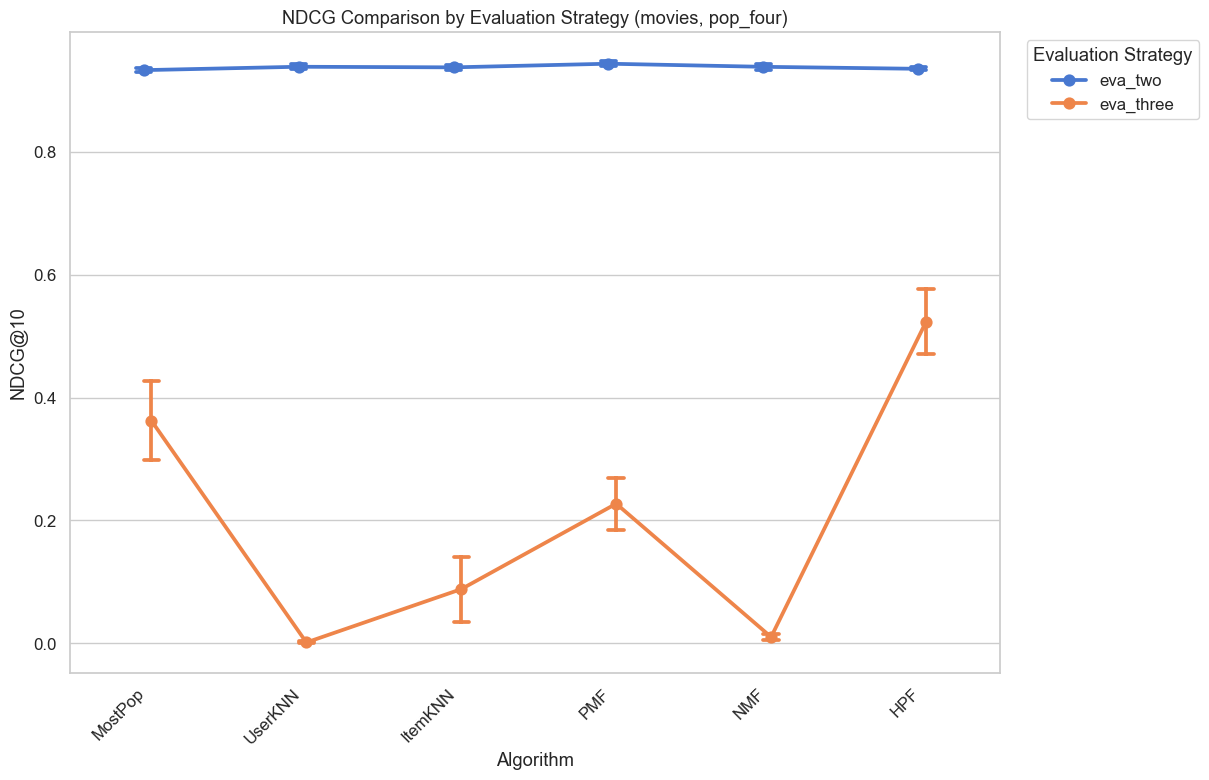 NDCG Comparison by Evaluation Strategy (movies, pop_four)
Evaluation Strategy
eva_two
eva_three
NDCG@10
0.8
0.6
0.4
0.2
0.0
MostPop
UserKNN
ItemKNN
PMF
NMF
HPF
Algorithm